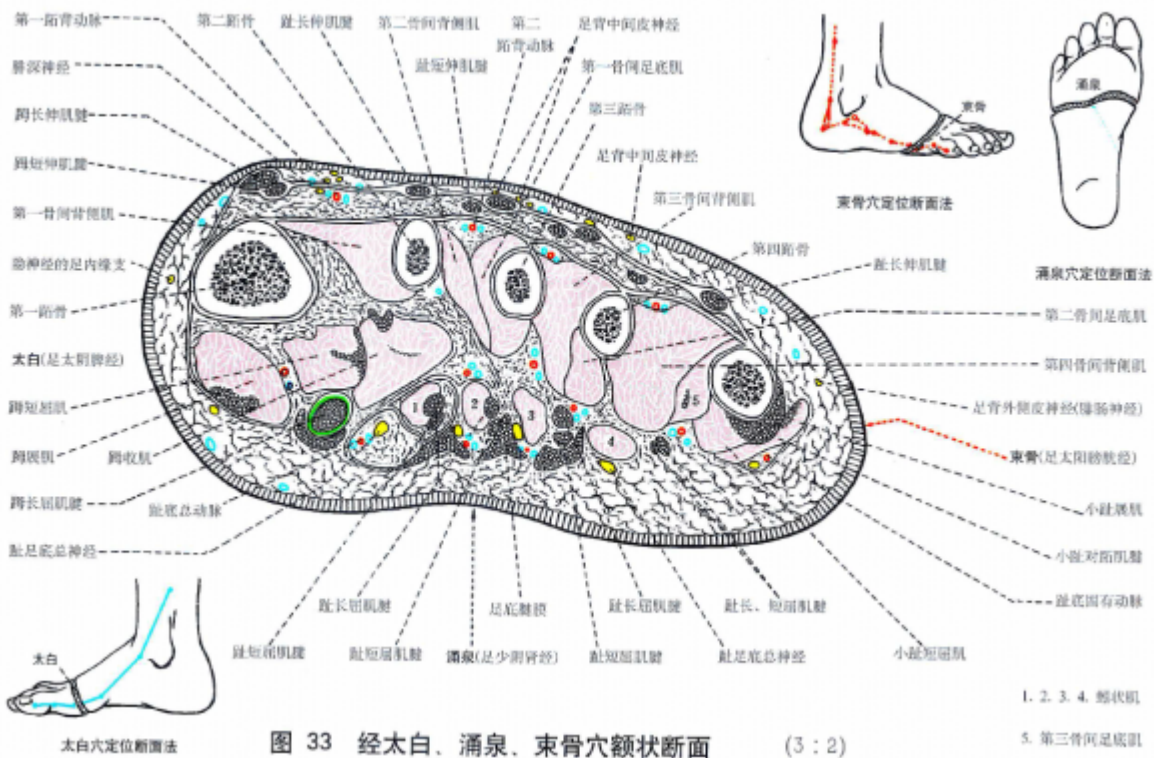 第一跖背动脉
第二跖骨
趾长伸肌腱
第二骨间背侧肌
第二
跖背动脉
足背中间皮神经
腓深神经
趾短伸肌腱
第一骨间足底肌
𧿹长伸肌腱
第三跖骨
𧿹短伸肌腱
足背中间皮神经
第一骨间背侧肌
第三骨间背侧肌
胫神经的足内缘支
第四跖骨
趾长伸肌腱
第一跖骨
第二骨间足底肌
太白(足太阴脾经)
第四骨间背侧肌
𧿹短屈肌
足背外侧皮神经(腓肠神经)
𧿹展肌
𧿹收肌
束骨(足太阳膀胱经)
𧿹长屈肌腱
趾底总动脉
小趾展肌
趾足底总神经
小趾对跖肌腱
趾底固有动脉
趾短屈肌腱
趾长屈肌腱
趾短屈肌腱
涌泉(足少阴肾经)
足底腱膜
趾短屈肌腱
趾长屈肌腱
趾足底总神经
趾长、短屈肌腱
小趾短屈肌
1
2
3
4
5
束骨
束骨穴定位断面法
涌泉
涌泉穴定位断面法
太白
太白穴定位断面法
图 33 经太白、涌泉、束骨穴额状断面 (3:2)
1. 2. 3. 4. 蚓状肌
5. 第三骨间足底肌